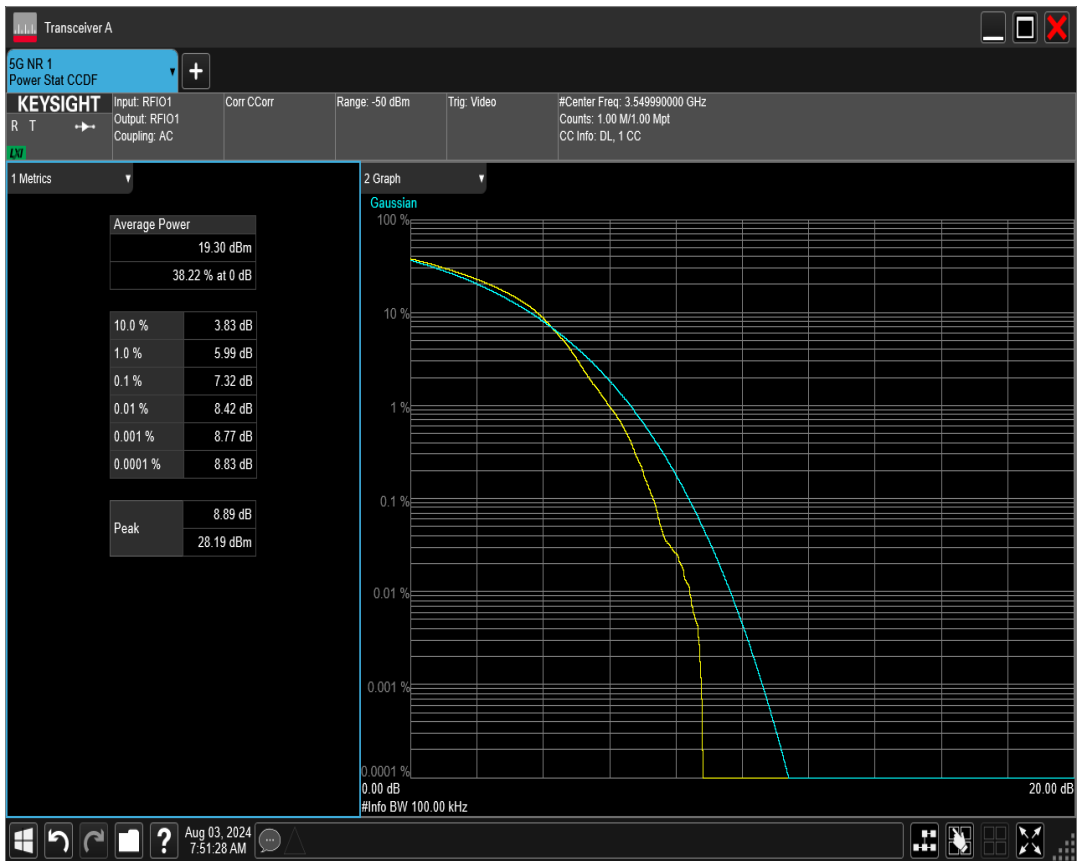 Transceiver A
5G NR 1
Power Stat CCDF
KEYSIGHT
R T
LXI
Input: RFIO1
Output: RFIO1
Coupling: AC
Corr CCorr
Range: -50 dBm
Trig: Video
#Center Freq: 3.549990000 GHz
Counts: 1.00 M/1.00 Mpt
CC Info: DL, 1 CC
1 Metrics
Average Power
19.30 dBm
38.22 % at 0 dB
10.0 % 3.83 dB
1.0 % 5.99 dB
0.1 % 7.32 dB
0.01 % 8.42 dB
0.001 % 8.77 dB
0.0001 % 8.83 dB
Peak 8.89 dB
28.19 dBm
2 Graph
Gaussian
100 %
10 %
1 %
0.1 %
0.01 %
0.001 %
0.0001 %
0.00 dB 20.00 dB
#Info BW 100.00 kHz
? Aug 03, 2024
7:51:28 AM